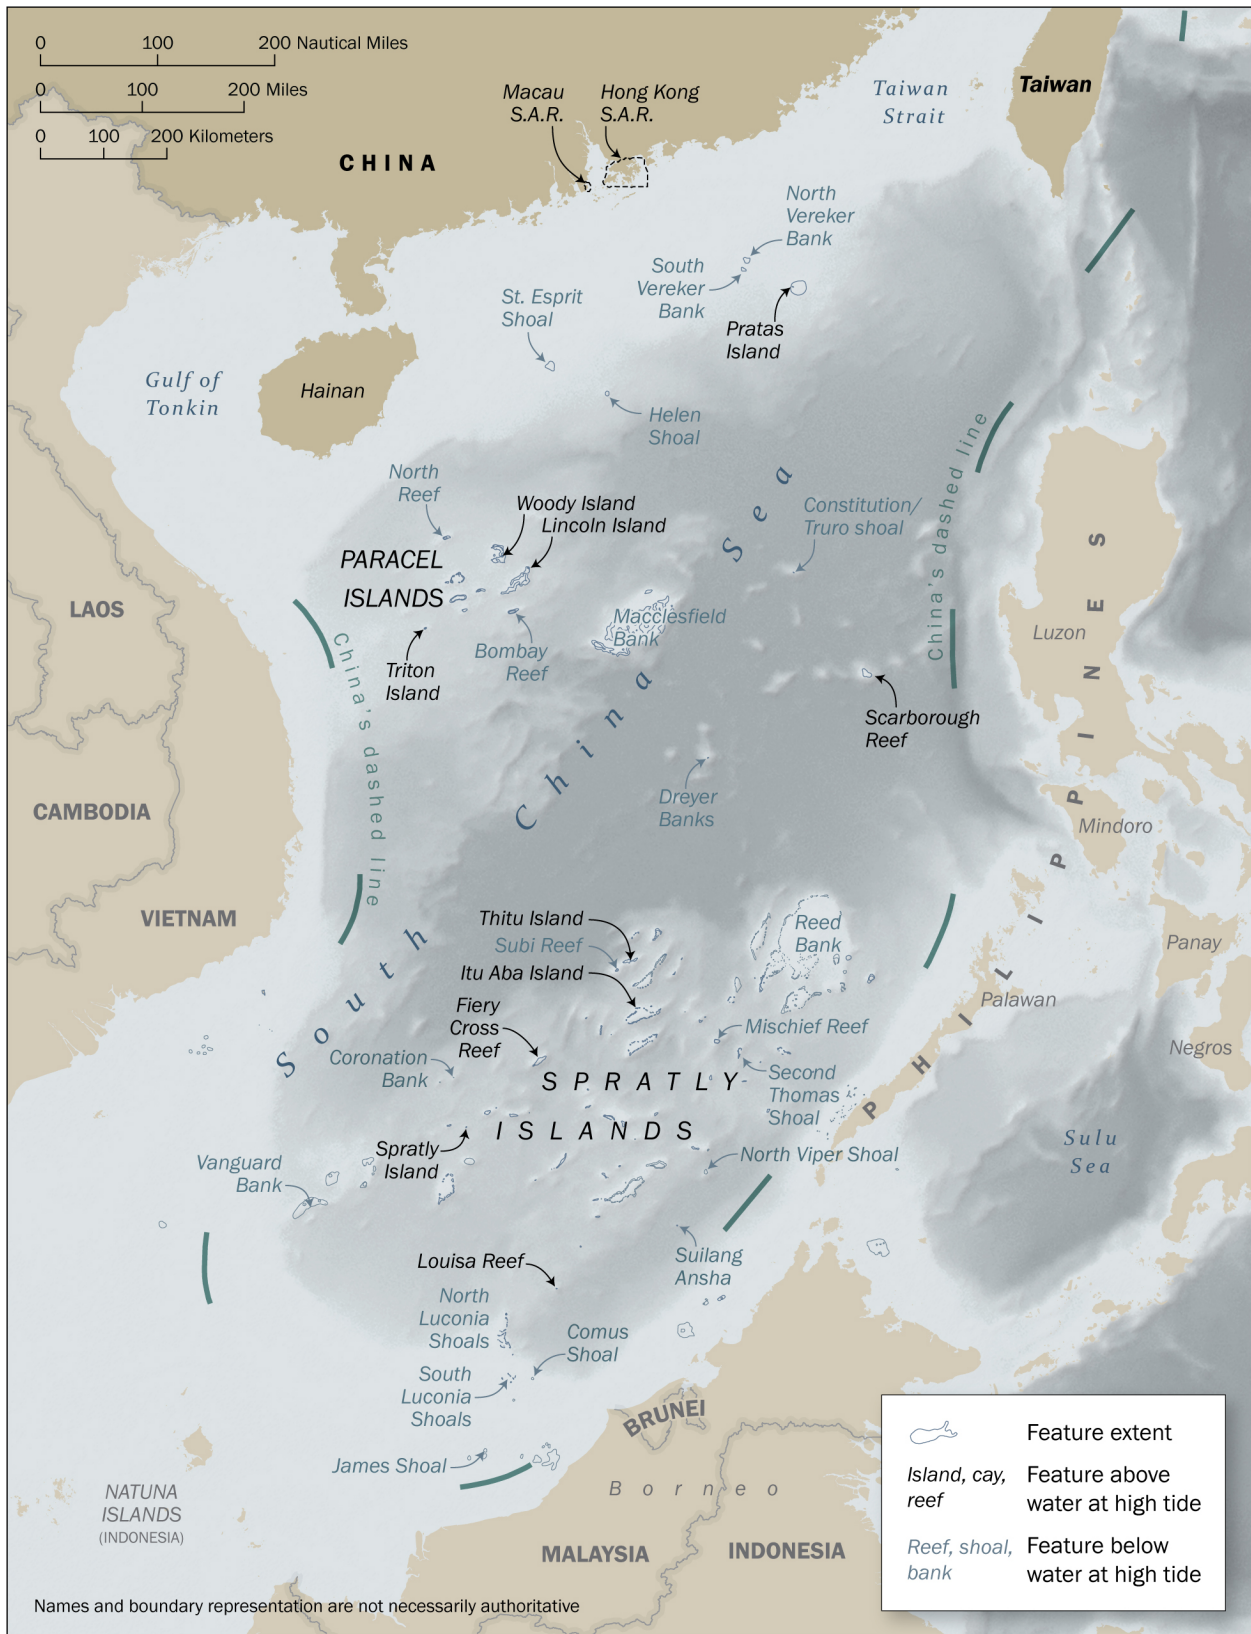 0 100 200 Nautical Miles
0 100 200 Miles
0 100 200 Kilometers
CHINA
Macau
S.A.R.
Hong Kong
S.A.R.
Taiwan
Strait
Taiwan
North
Vereker
Bank
South
Vereker
Bank
Pratas
Island
St. Esprit
Shoal
Helen
Shoal
Gulf of
Tonkin
Hainan
North
Reef
Woody Island
Lincoln Island
PARACEL
ISLANDS
Triton
Island
Bombay
Reef
Macclesfield
Bank
Constitution/
Truro shoal
China's dashed line
China's dashed line
Scarborough
Reef
Dreyer
Banks
South China Sea
LAOS
CAMBODIA
VIETNAM
PHILIPPINES
Luzon
Mindoro
Panay
Palawan
Negros
Thitu Island
Subi Reef
Itu Aba Island
Fiery
Cross
Reef
Reed
Bank
Mischief Reef
Second
Thomas
Shoal
Coronation
Bank
SPRATLY
ISLANDS
Spratly
Island
North Viper Shoal
Vanguard
Bank
Sulu
Sea
Suilang
Ansha
Louisa Reef
North
Luconia
Shoals
Comus
Shoal
South
Luconia
Shoals
James Shoal
BRUNEI
Borneo
NATUNA
ISLANDS
(INDONESIA)
MALAYSIA
INDONESIA
Feature extent
Island, cay,
reef
Feature above
water at high tide
Reef, shoal,
bank
Feature below
water at high tide
Names and boundary representation are not necessarily authoritative